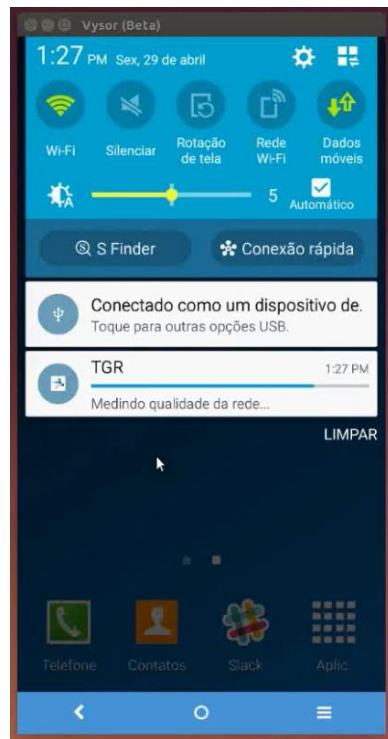 Vysor (Beta)
1:27 PM Sex, 29 de abril
Wi-Fi
Silenciar
Rotação
de tela
Rede
Wi-Fi
Dados
móveis
A
5
Automático
S Finder
Conexão rápida
Conectado como um dispositivo de.
Toque para outras opções USB.
TGR
1:27 PM
Medindo qualidade da rede...
LIMPAR
Telefone
Contatos
Slack
Aplic.